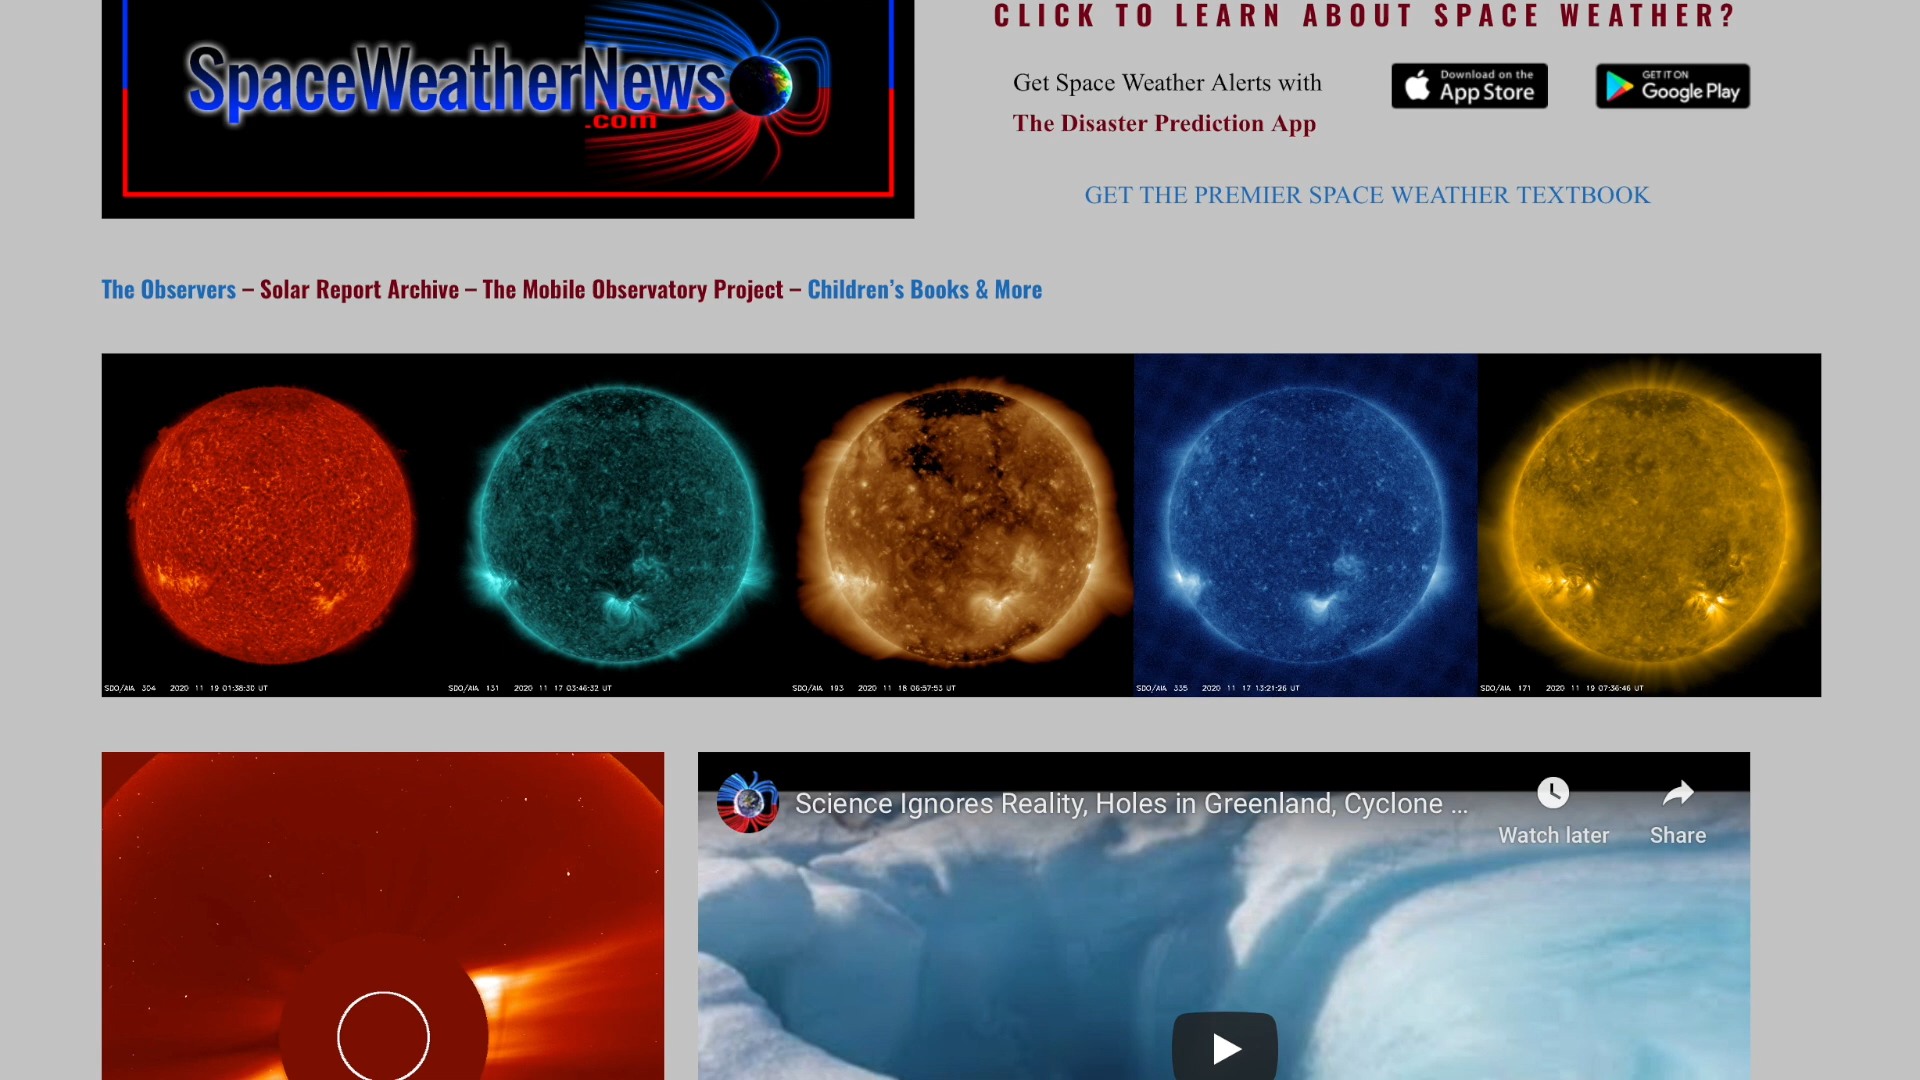 CLICK TO LEARN ABOUT SPACE WEATHER?
SpaceWeatherNews
.com
Get Space Weather Alerts with
The Disaster Prediction App
Download on the
App Store
GET IT ON
Google Play
GET THE PREMIER SPACE WEATHER TEXTBOOK
The Observers – Solar Report Archive – The Mobile Observatory Project – Children’s Books & More
SDO/AIA 304 2020 11 19 01:38:30 UT
SDO/AIA 131 2020 11 17 03:46:32 UT
SDO/AIA 193 2020 11 18 06:57:53 UT
SDO/AIA 335 2020 11 17 13:21:26 UT
SDO/AIA 171 2020 11 19 07:36:46 UT
Science Ignores Reality, Holes in Greenland, Cyclone ...
Watch later
Share